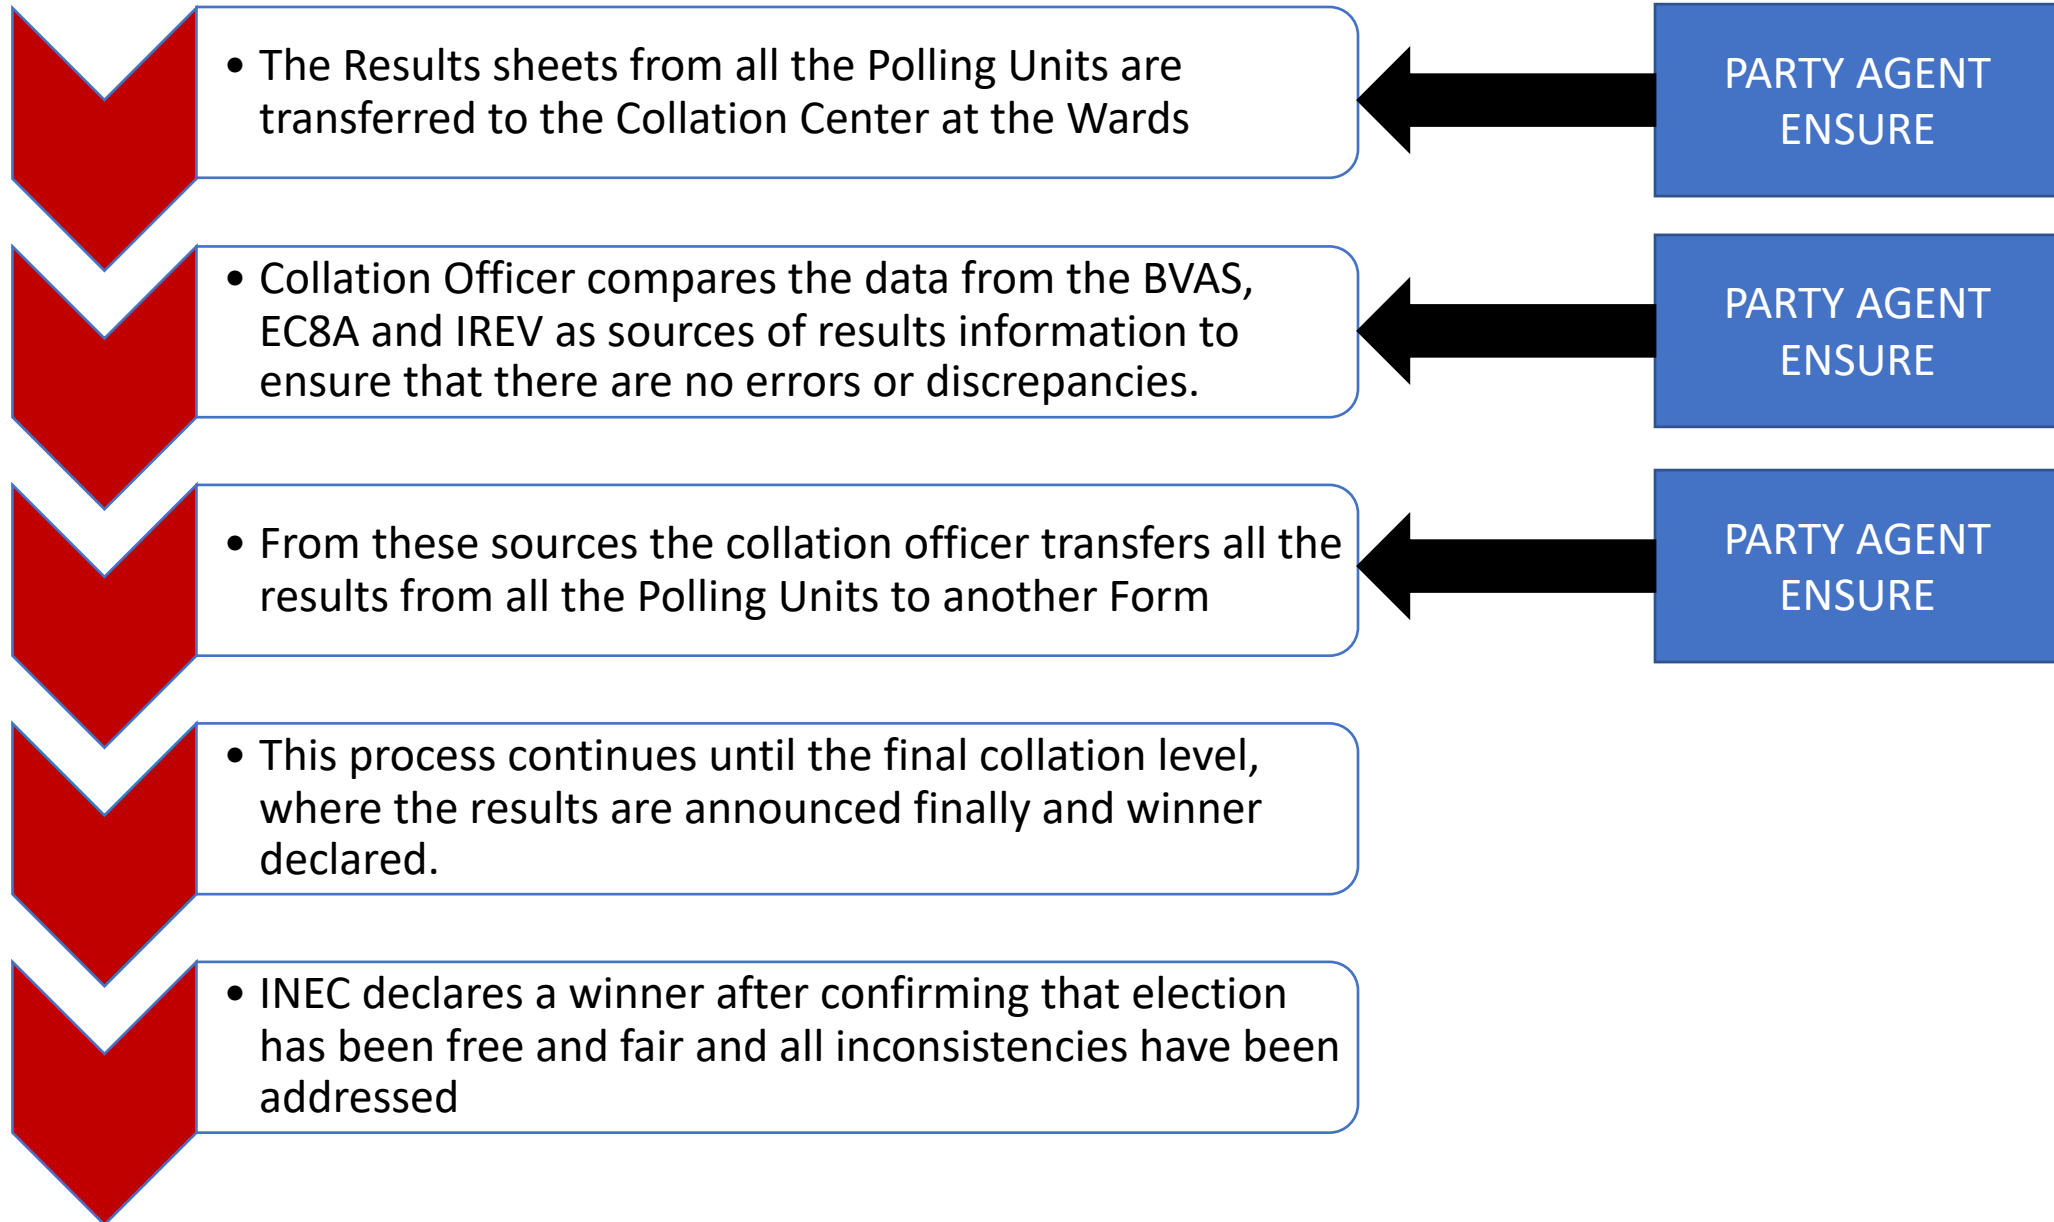 • The Results sheets from all the Polling Units are
transferred to the Collation Center at the Wards
PARTY AGENT
ENSURE
• Collation Officer compares the data from the BVAS,
EC8A and IREV as sources of results information to
ensure that there are no errors or discrepancies.
PARTY AGENT
ENSURE
• From these sources the collation officer transfers all the
results from all the Polling Units to another Form
PARTY AGENT
ENSURE
• This process continues until the final collation level,
where the results are announced finally and winner
declared.
• INEC declares a winner after confirming that election
has been free and fair and all inconsistencies have been
addressed